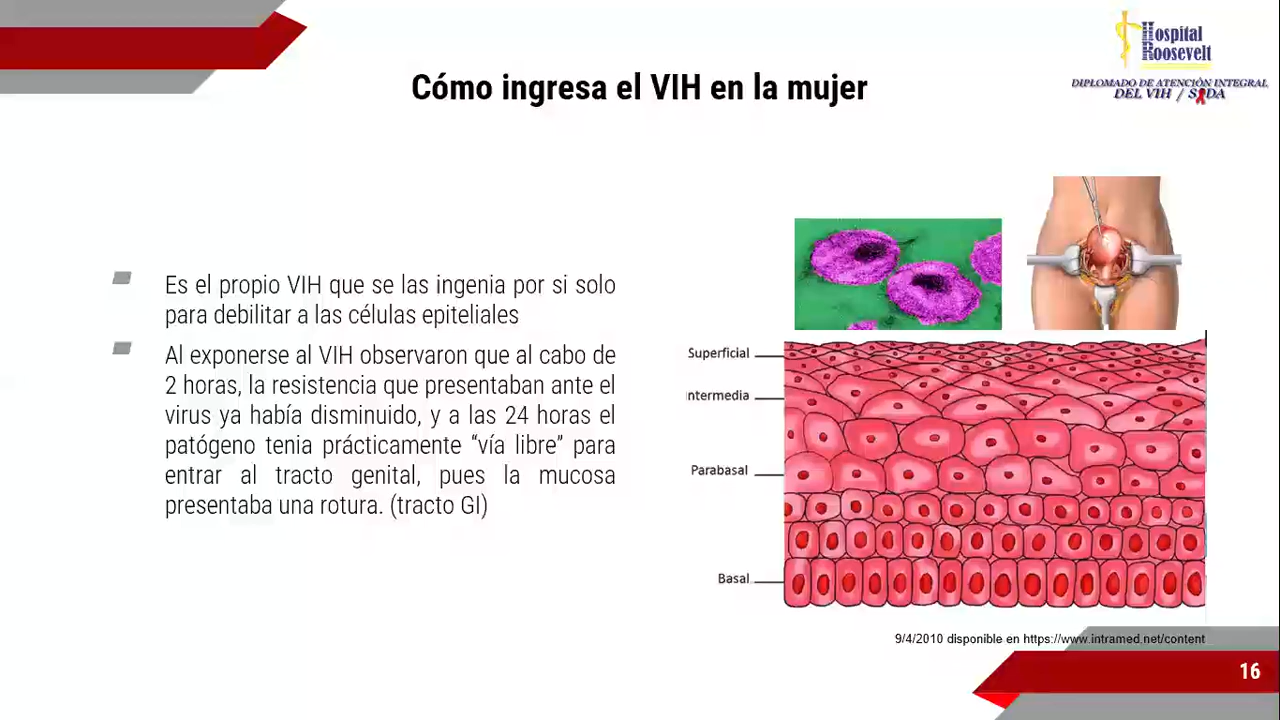 Hospital
Roosevelt
DIPLOMADO DE ATENCIÓN INTEGRAL
DEL VIH / SIDA
Cómo ingresa el VIH en la mujer
Es el propio VIH que se las ingenia por si solo
para debilitar a las células epiteliales
Al exponerse al VIH observaron que al cabo de
2 horas, la resistencia que presentaban ante el
virus ya había disminuido, y a las 24 horas el
patógeno tenia prácticamente “vía libre” para
entrar al tracto genital, pues la mucosa
presentaba una rotura. (tracto GI)
Superficial
ntermedia
Parabasal
Basal
9/4/2010 disponible en https://www.intramed.net/content
16